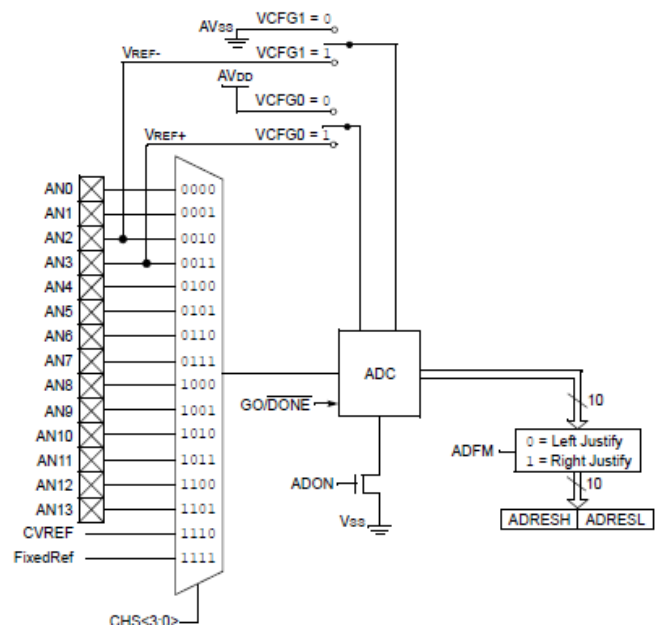 AVSS VCFG1 = 0
VREF- VCFG1 = 1
AVDD
VCFG0 = 0
VREF+ VCFG0 = 1
AN0 0000
AN1 0001
AN2 0010
AN3 0011
AN4 0100
AN5 0101
AN6 0110
AN7 0111
AN8 1000
AN9 1001
AN10 1010
AN11 1011
AN12 1100
AN13 1101
CVREF 1110
FixedRef 1111
CHS<3:0>
ADC
GO/DONE
ADON
VSS
10
ADFM
0 = Left Justify
1 = Right Justify
10
ADRESH ADRESL